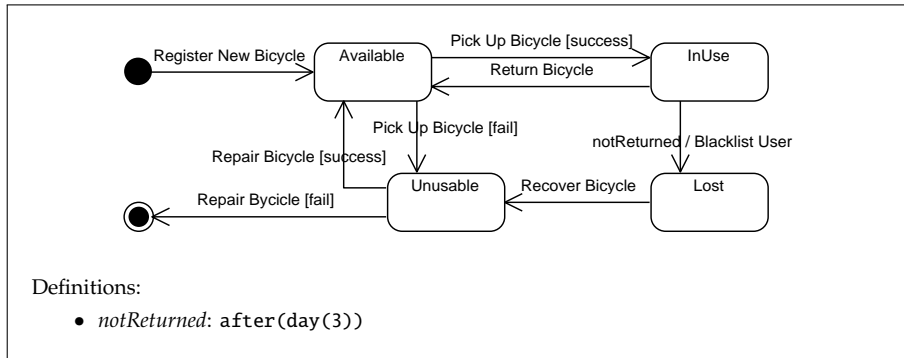 Register New Bicycle
Available
Pick Up Bicycle [success]
InUse
Return Bicycle
Pick Up Bicycle [fail]
notReturned / Blacklist User
Repair Bicycle [success]
Unusable
Recover Bicycle
Lost
Repair Bycicle [fail]
Definitions:
• notReturned: after(day(3))